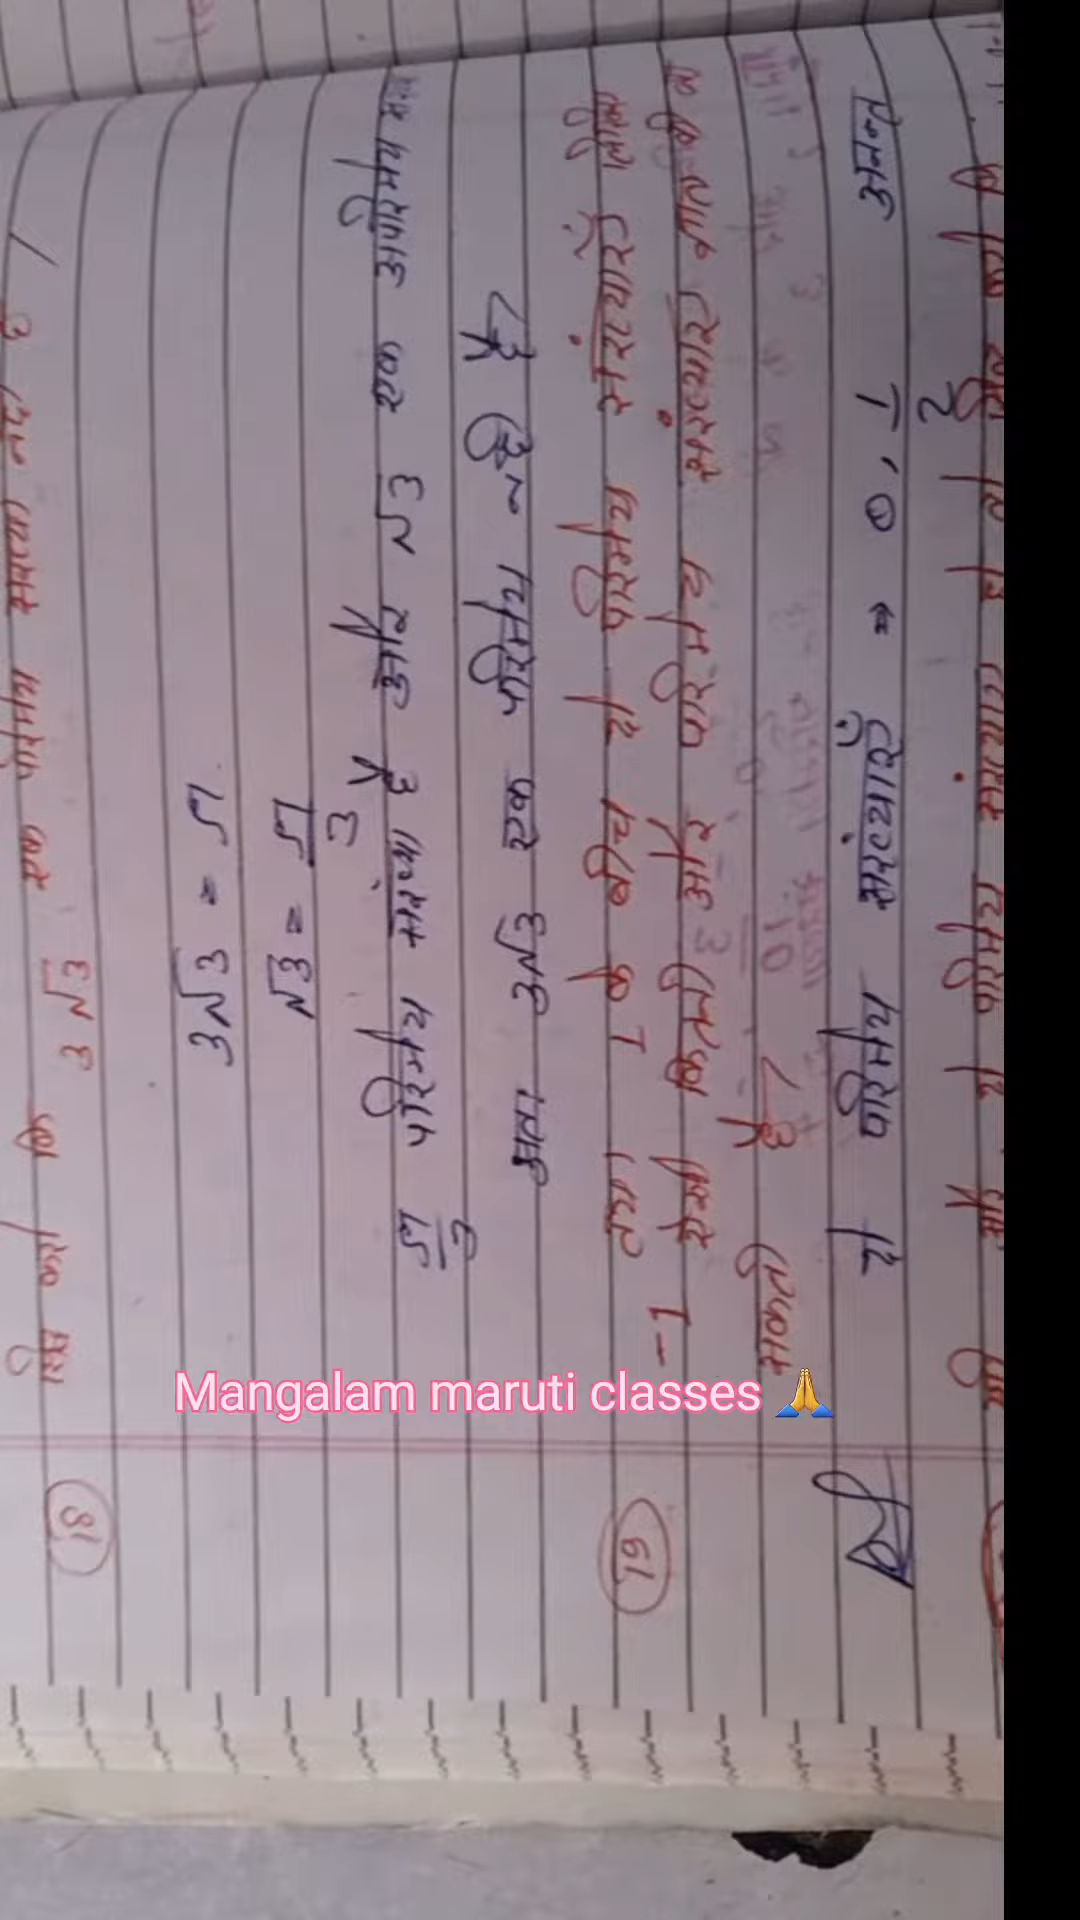 सिद्ध करो कि 3√3 एक परिमेय संख्या नहीं है /
3√3 = r
√3 = r/3
r/3 परिमेय संख्या है और √3 एक अपरिमेय
अतः 3√3 एक परिमेय नहीं है
(19) -1 तथा 1 के बीच दो परिमेय संख्यायें लिखि
ऐसी कितनी और परिमेय संख्याएं ज्ञात की जा
सकती है
दो परिमेय संख्याएँ ⇒ 0, 1/2 अनन्त
दो परिमेय
Mangalam maruti classes 🙏